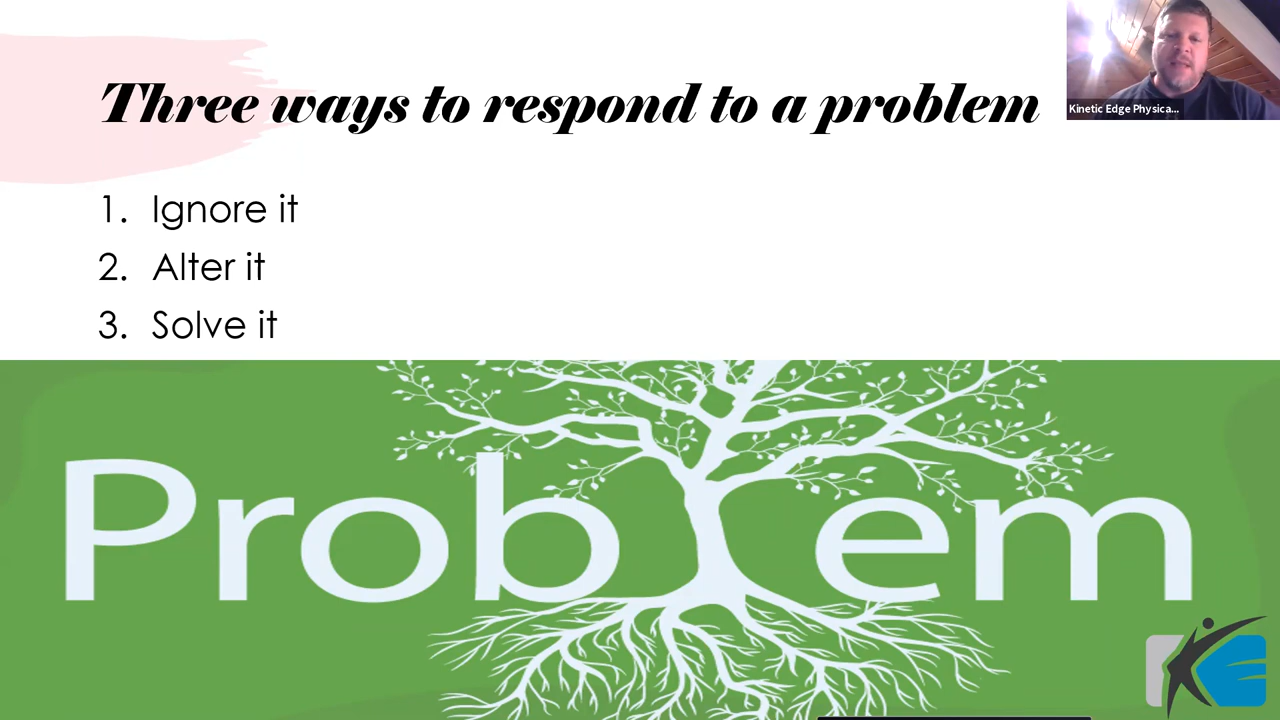 Three ways to respond to a problem
Kinetic Edge Physica...
1. Ignore it
2. Alter it
3. Solve it
Problem
KE